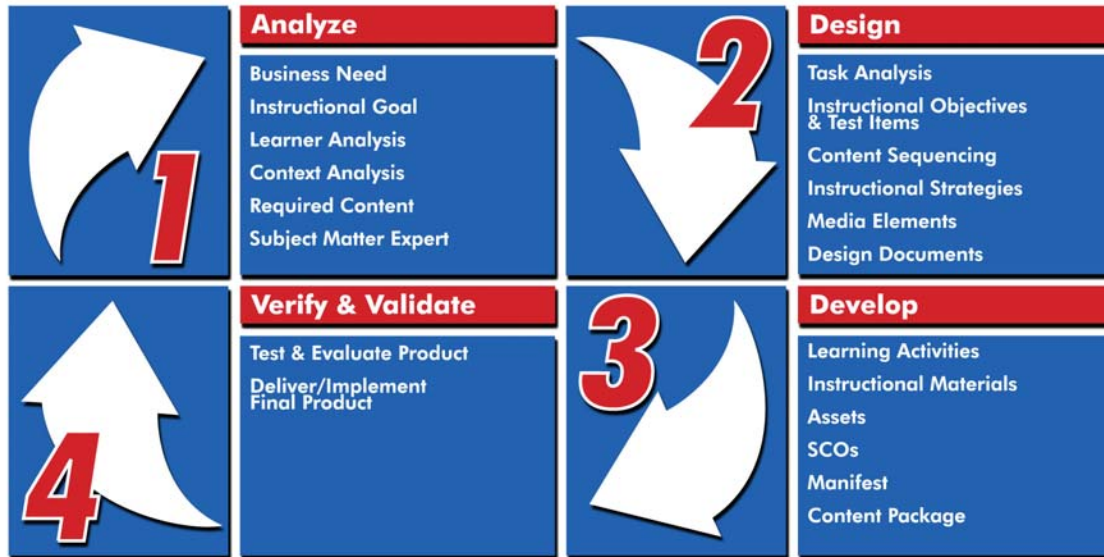 1
Analyze
Business Need
Instructional Goal
Learner Analysis
Context Analysis
Required Content
Subject Matter Expert
2
Design
Task Analysis
Instructional Objectives
& Test Items
Content Sequencing
Instructional Strategies
Media Elements
Design Documents
3
Develop
Learning Activities
Instructional Materials
Assets
SCOs
Manifest
Content Package
4
Verify & Validate
Test & Evaluate Product
Deliver/Implement
Final Product